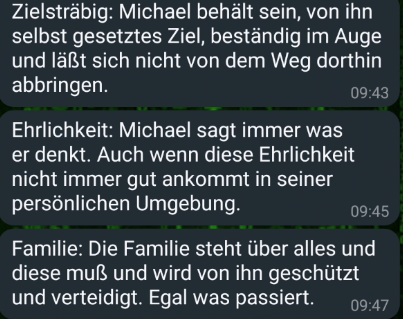 Zielsträbig: Michael behält sein, von ihn
selbst gesetztes Ziel, beständig im Auge
und läßt sich nicht von dem Weg dorthin
abbringen.
09:43
Ehrlichkeit: Michael sagt immer was
er denkt. Auch wenn diese Ehrlichkeit
nicht immer gut ankommt in seiner
persönlichen Umgebung.
09:45
Familie: Die Familie steht über alles und
diese muß und wird von ihn geschützt
und verteidigt. Egal was passiert.
09:47